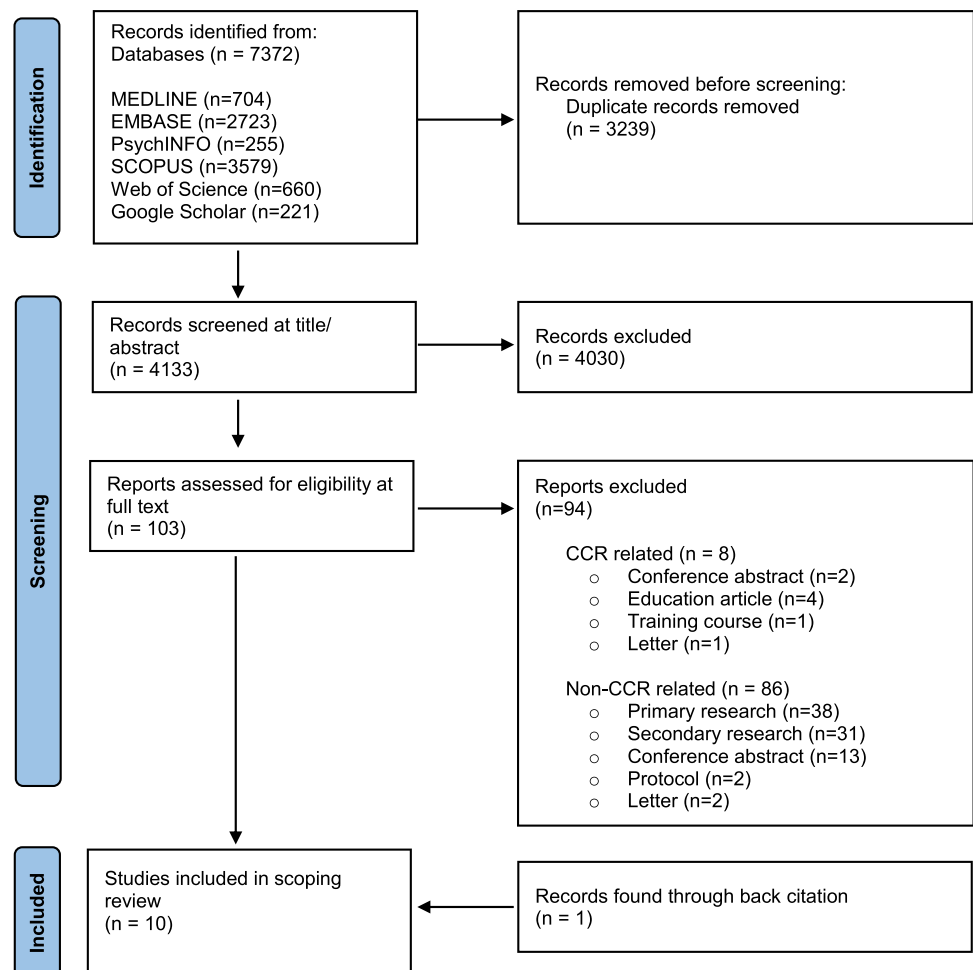 Identification
Records identified from:
Databases (n = 7372)
MEDLINE (n=704)
EMBASE (n=2723)
PsychINFO (n=255)
SCOPUS (n=3579)
Web of Science (n=660)
Google Scholar (n=221)
Records removed before screening:
Duplicate records removed
(n = 3239)
Screening
Records screened at title/
abstract
(n = 4133)
Records excluded
(n = 4030)
Reports assessed for eligibility at
full text
(n = 103)
Reports excluded
(n=94)
CCR related (n = 8)
o Conference abstract (n=2)
o Education article (n=4)
o Training course (n=1)
o Letter (n=1)
Non-CCR related (n = 86)
o Primary research (n=38)
o Secondary research (n=31)
o Conference abstract (n=13)
o Protocol (n=2)
o Letter (n=2)
Included
Studies included in scoping
review
(n = 10)
Records found through back citation
(n = 1)